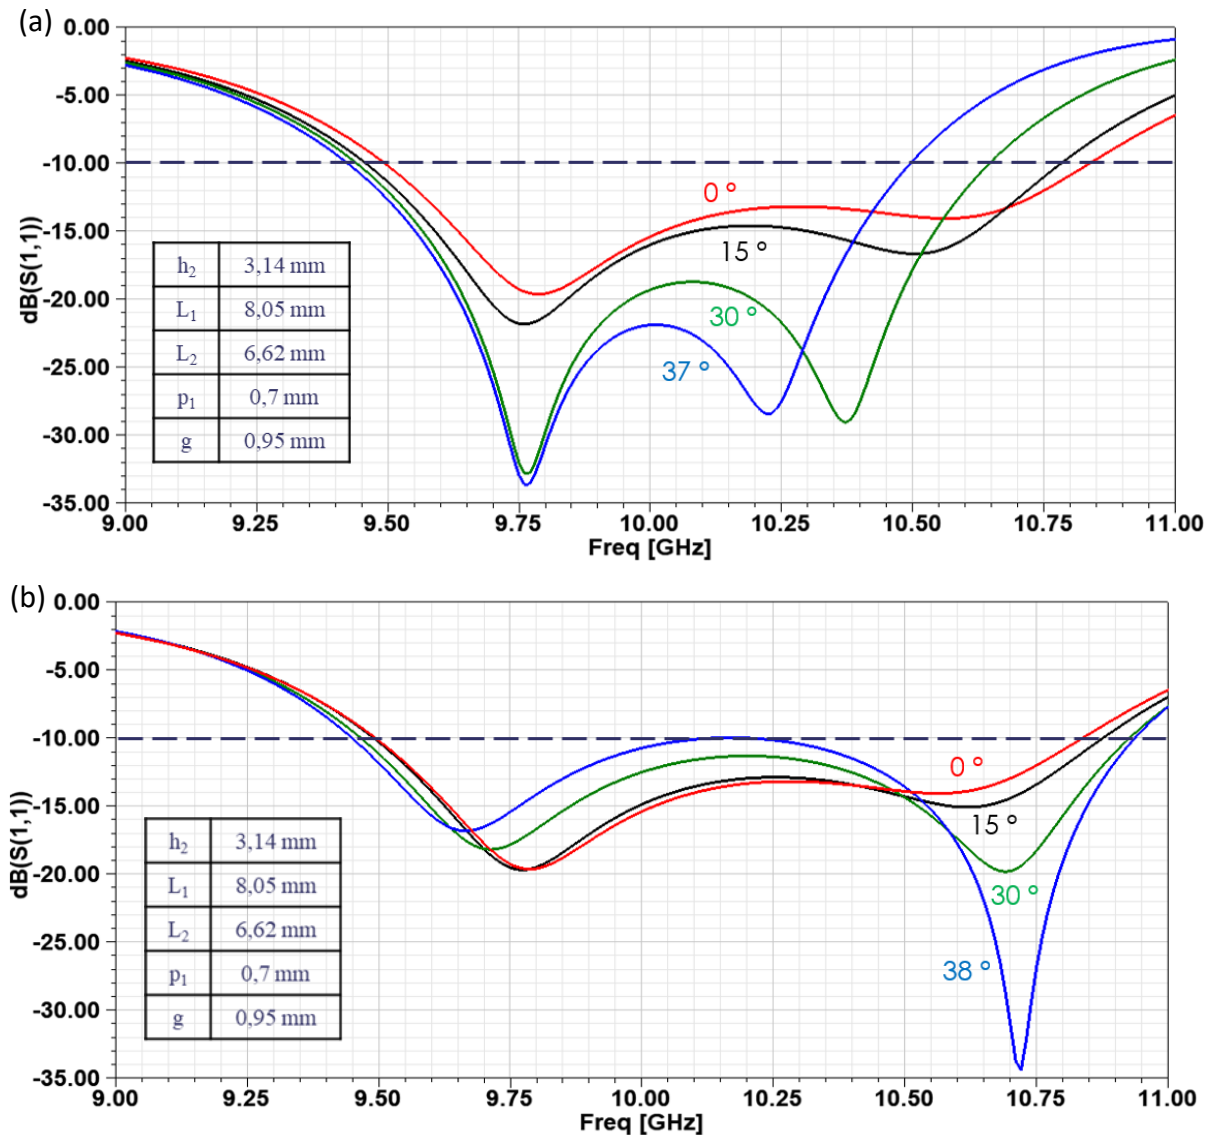 (a)
0.00
-5.00
-10.00
-15.00
-20.00
-25.00
-30.00
-35.00
dB(S(1,1))
0 º
15 º
30 º
37 º
h2 3,14 mm
L1 8,05 mm
L2 6,62 mm
p1 0,7 mm
g 0,95 mm
9.00 9.25 9.50 9.75 10.00 10.25 10.50 10.75 11.00
Freq [GHz]
(b)
0.00
-5.00
-10.00
-15.00
-20.00
-25.00
-30.00
-35.00
dB(S(1,1))
0 º
15 º
30 º
38 º
h2 3,14 mm
L1 8,05 mm
L2 6,62 mm
p1 0,7 mm
g 0,95 mm
9.00 9.25 9.50 9.75 10.00 10.25 10.50 10.75 11.00
Freq [GHz]